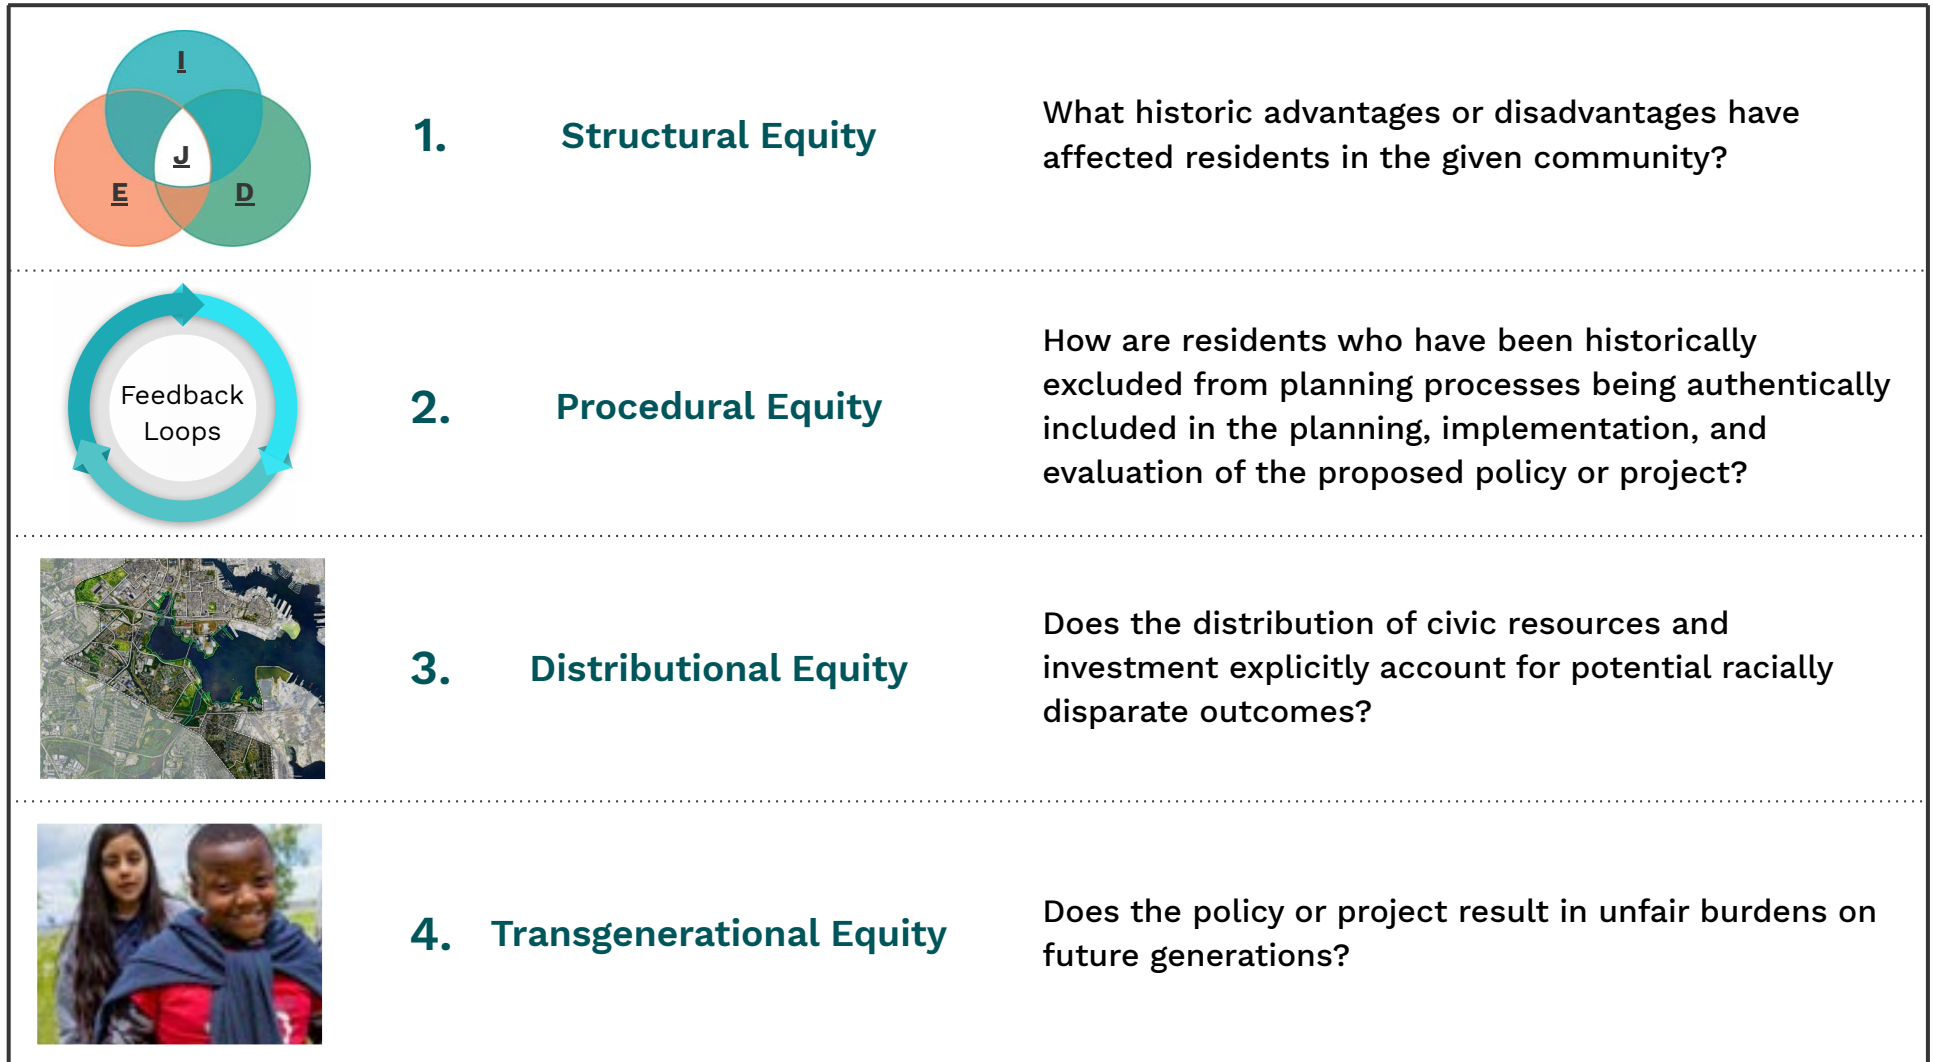 I
J
E
D
1.
Structural Equity
What historic advantages or disadvantages have
affected residents in the given community?
Feedback
Loops
2.
Procedural Equity
How are residents who have been historically
excluded from planning processes being authentically
included in the planning, implementation, and
evaluation of the proposed policy or project?
3.
Distributional Equity
Does the distribution of civic resources and
investment explicitly account for potential racially
disparate outcomes?
4.
Transgenerational Equity
Does the policy or project result in unfair burdens on
future generations?